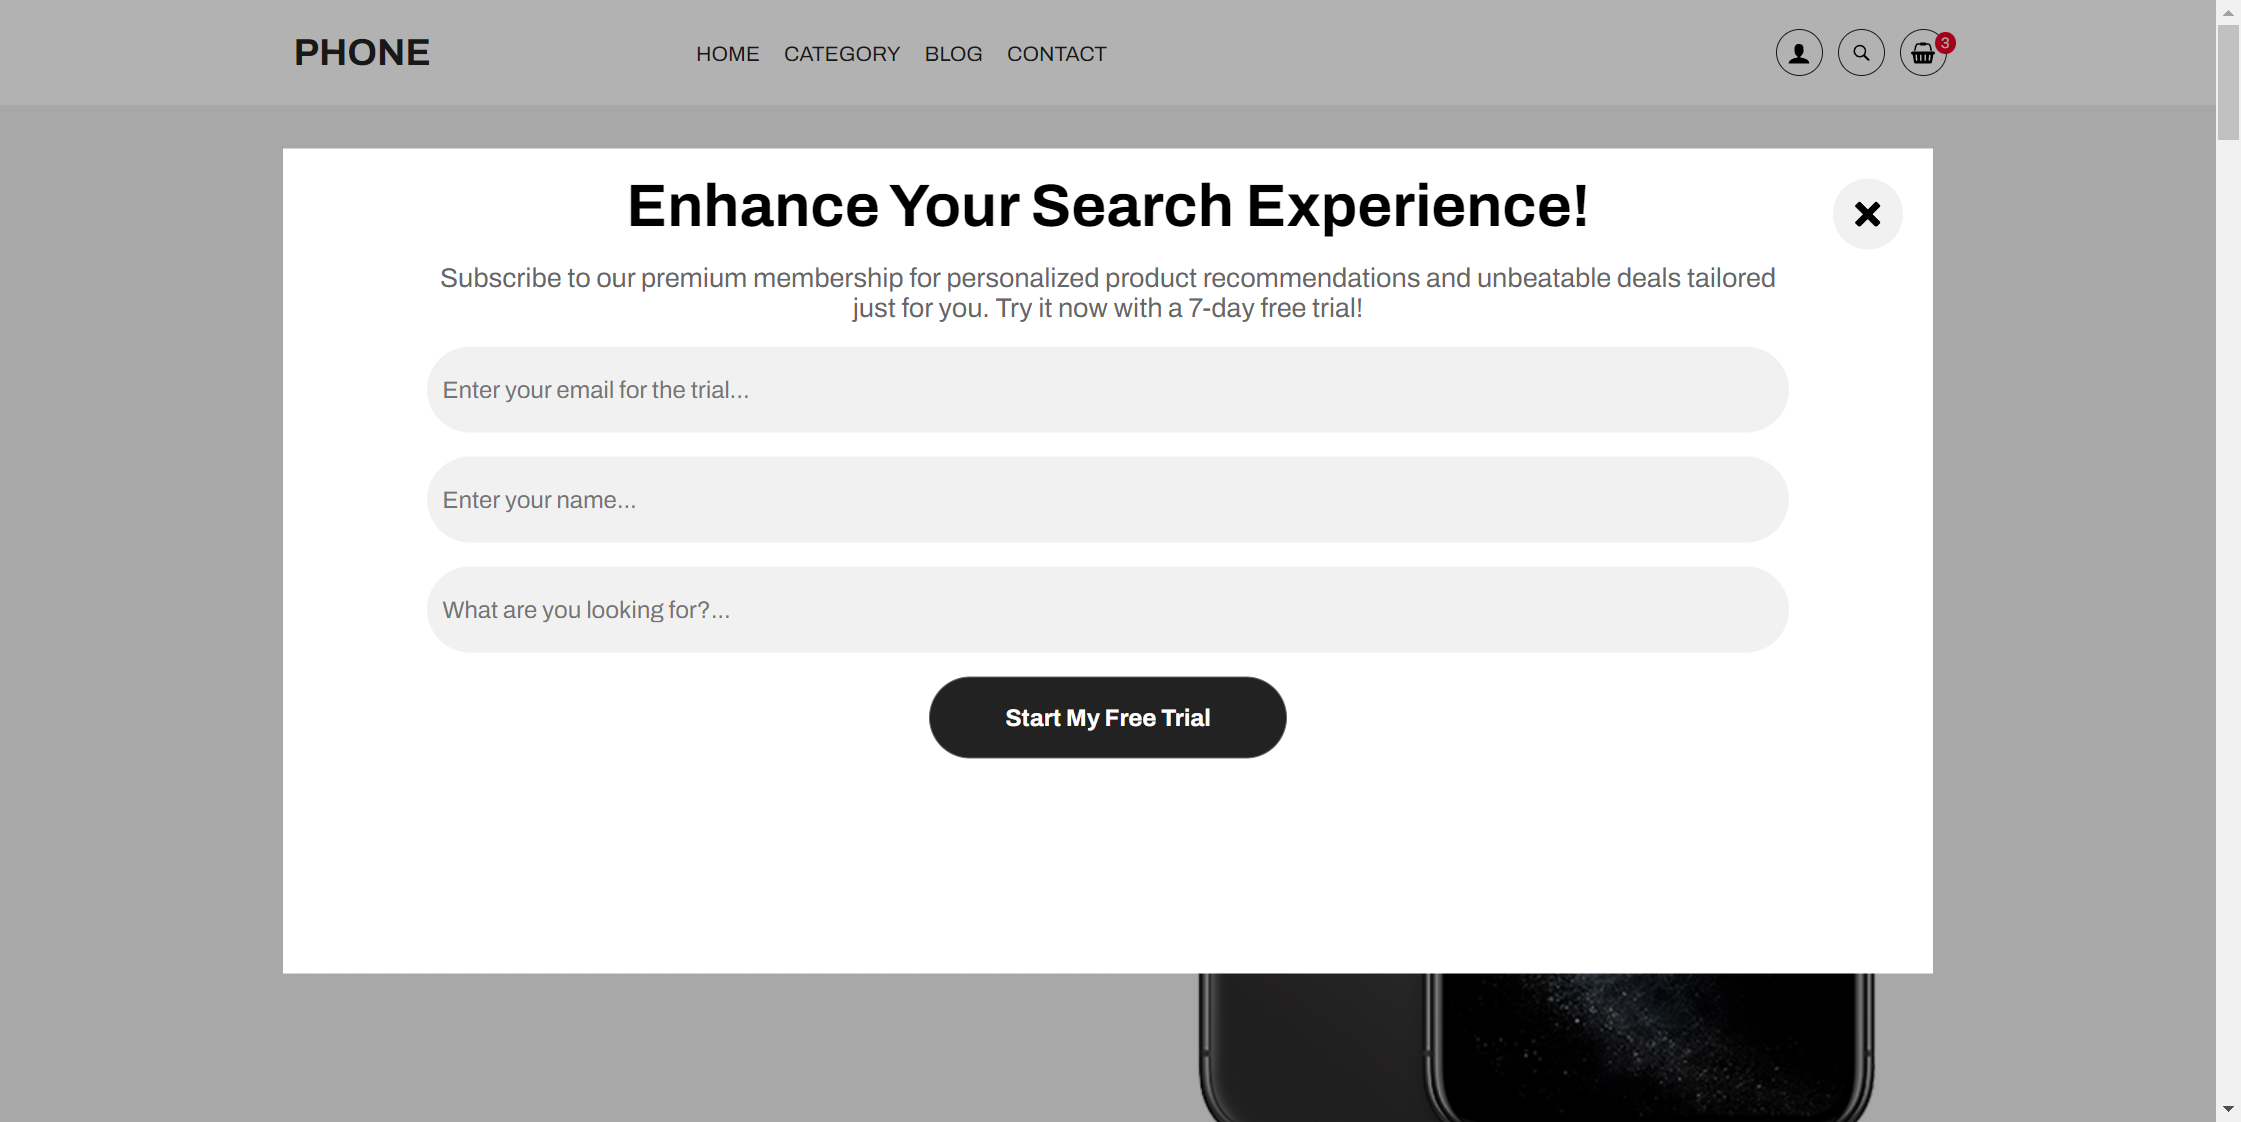 PHONE
HOME CATEGORY BLOG CONTACT
3
Enhance Your Search Experience!
Subscribe to our premium membership for personalized product recommendations and unbeatable deals tailored
just for you. Try it now with a 7-day free trial!
Enter your email for the trial...
Enter your name...
What are you looking for?...
Start My Free Trial